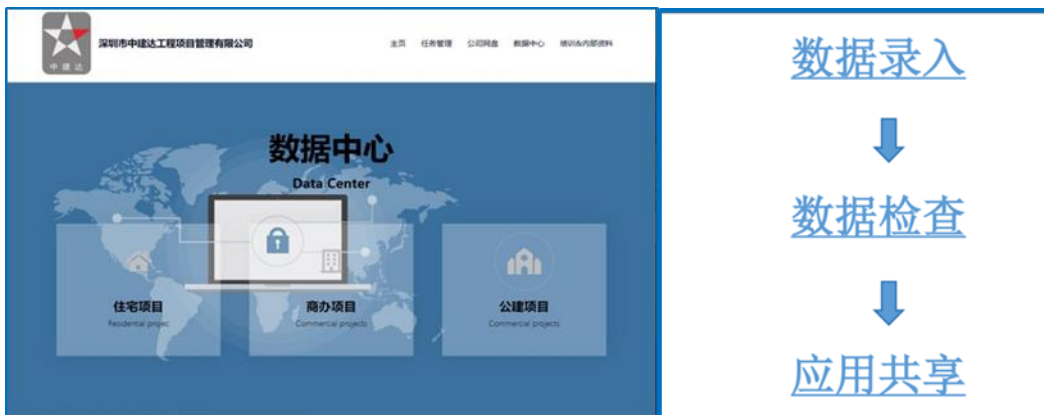 深圳市中建达工程项目管理有限公司
主页 任务管理 公司网盘 数据中心 培训&内部资料
中建达
数据中心
Data Center
住宅项目
Residential projec
商办项目
Commercial projects
公建项目
Commercial projects
数据录入
数据检查
应用共享